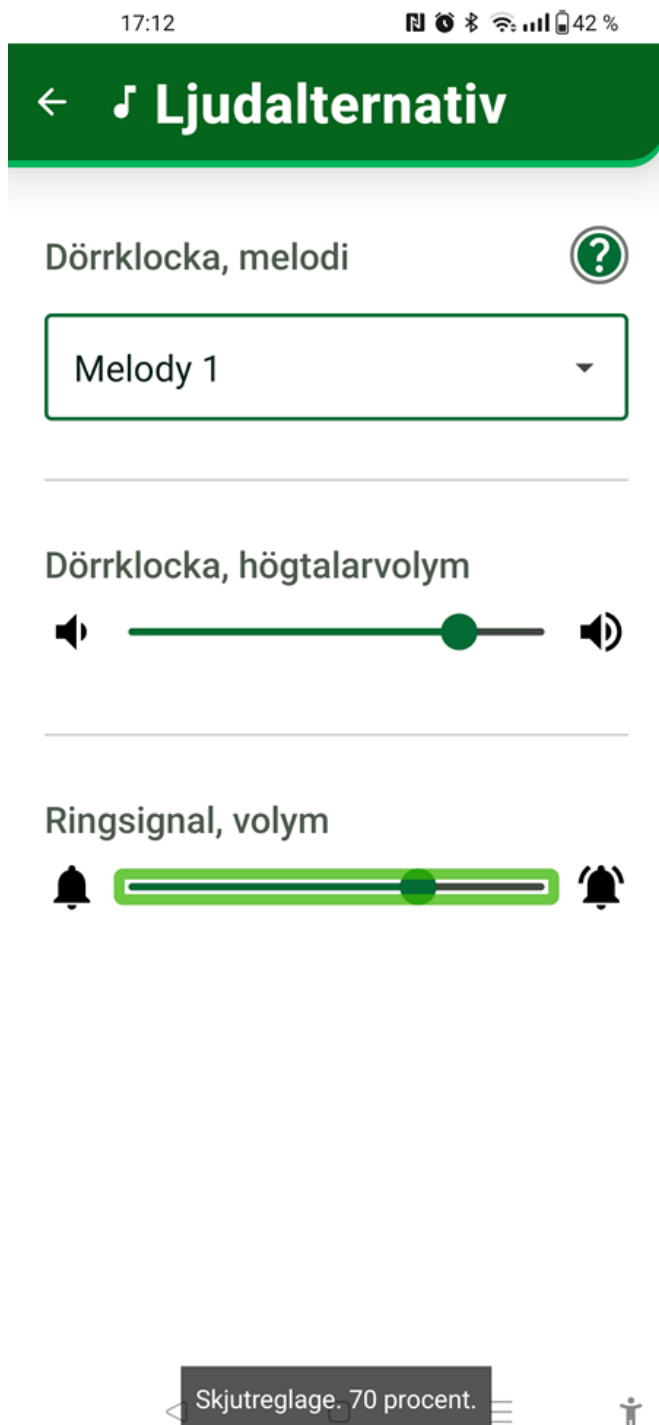 17:12
42 %
Ljudalternativ
Dörrklocka, melodi
?
Melody 1
Dörrklocka, högtalarvolym
Ringsignal, volym
Skjutreglage. 70 procent.